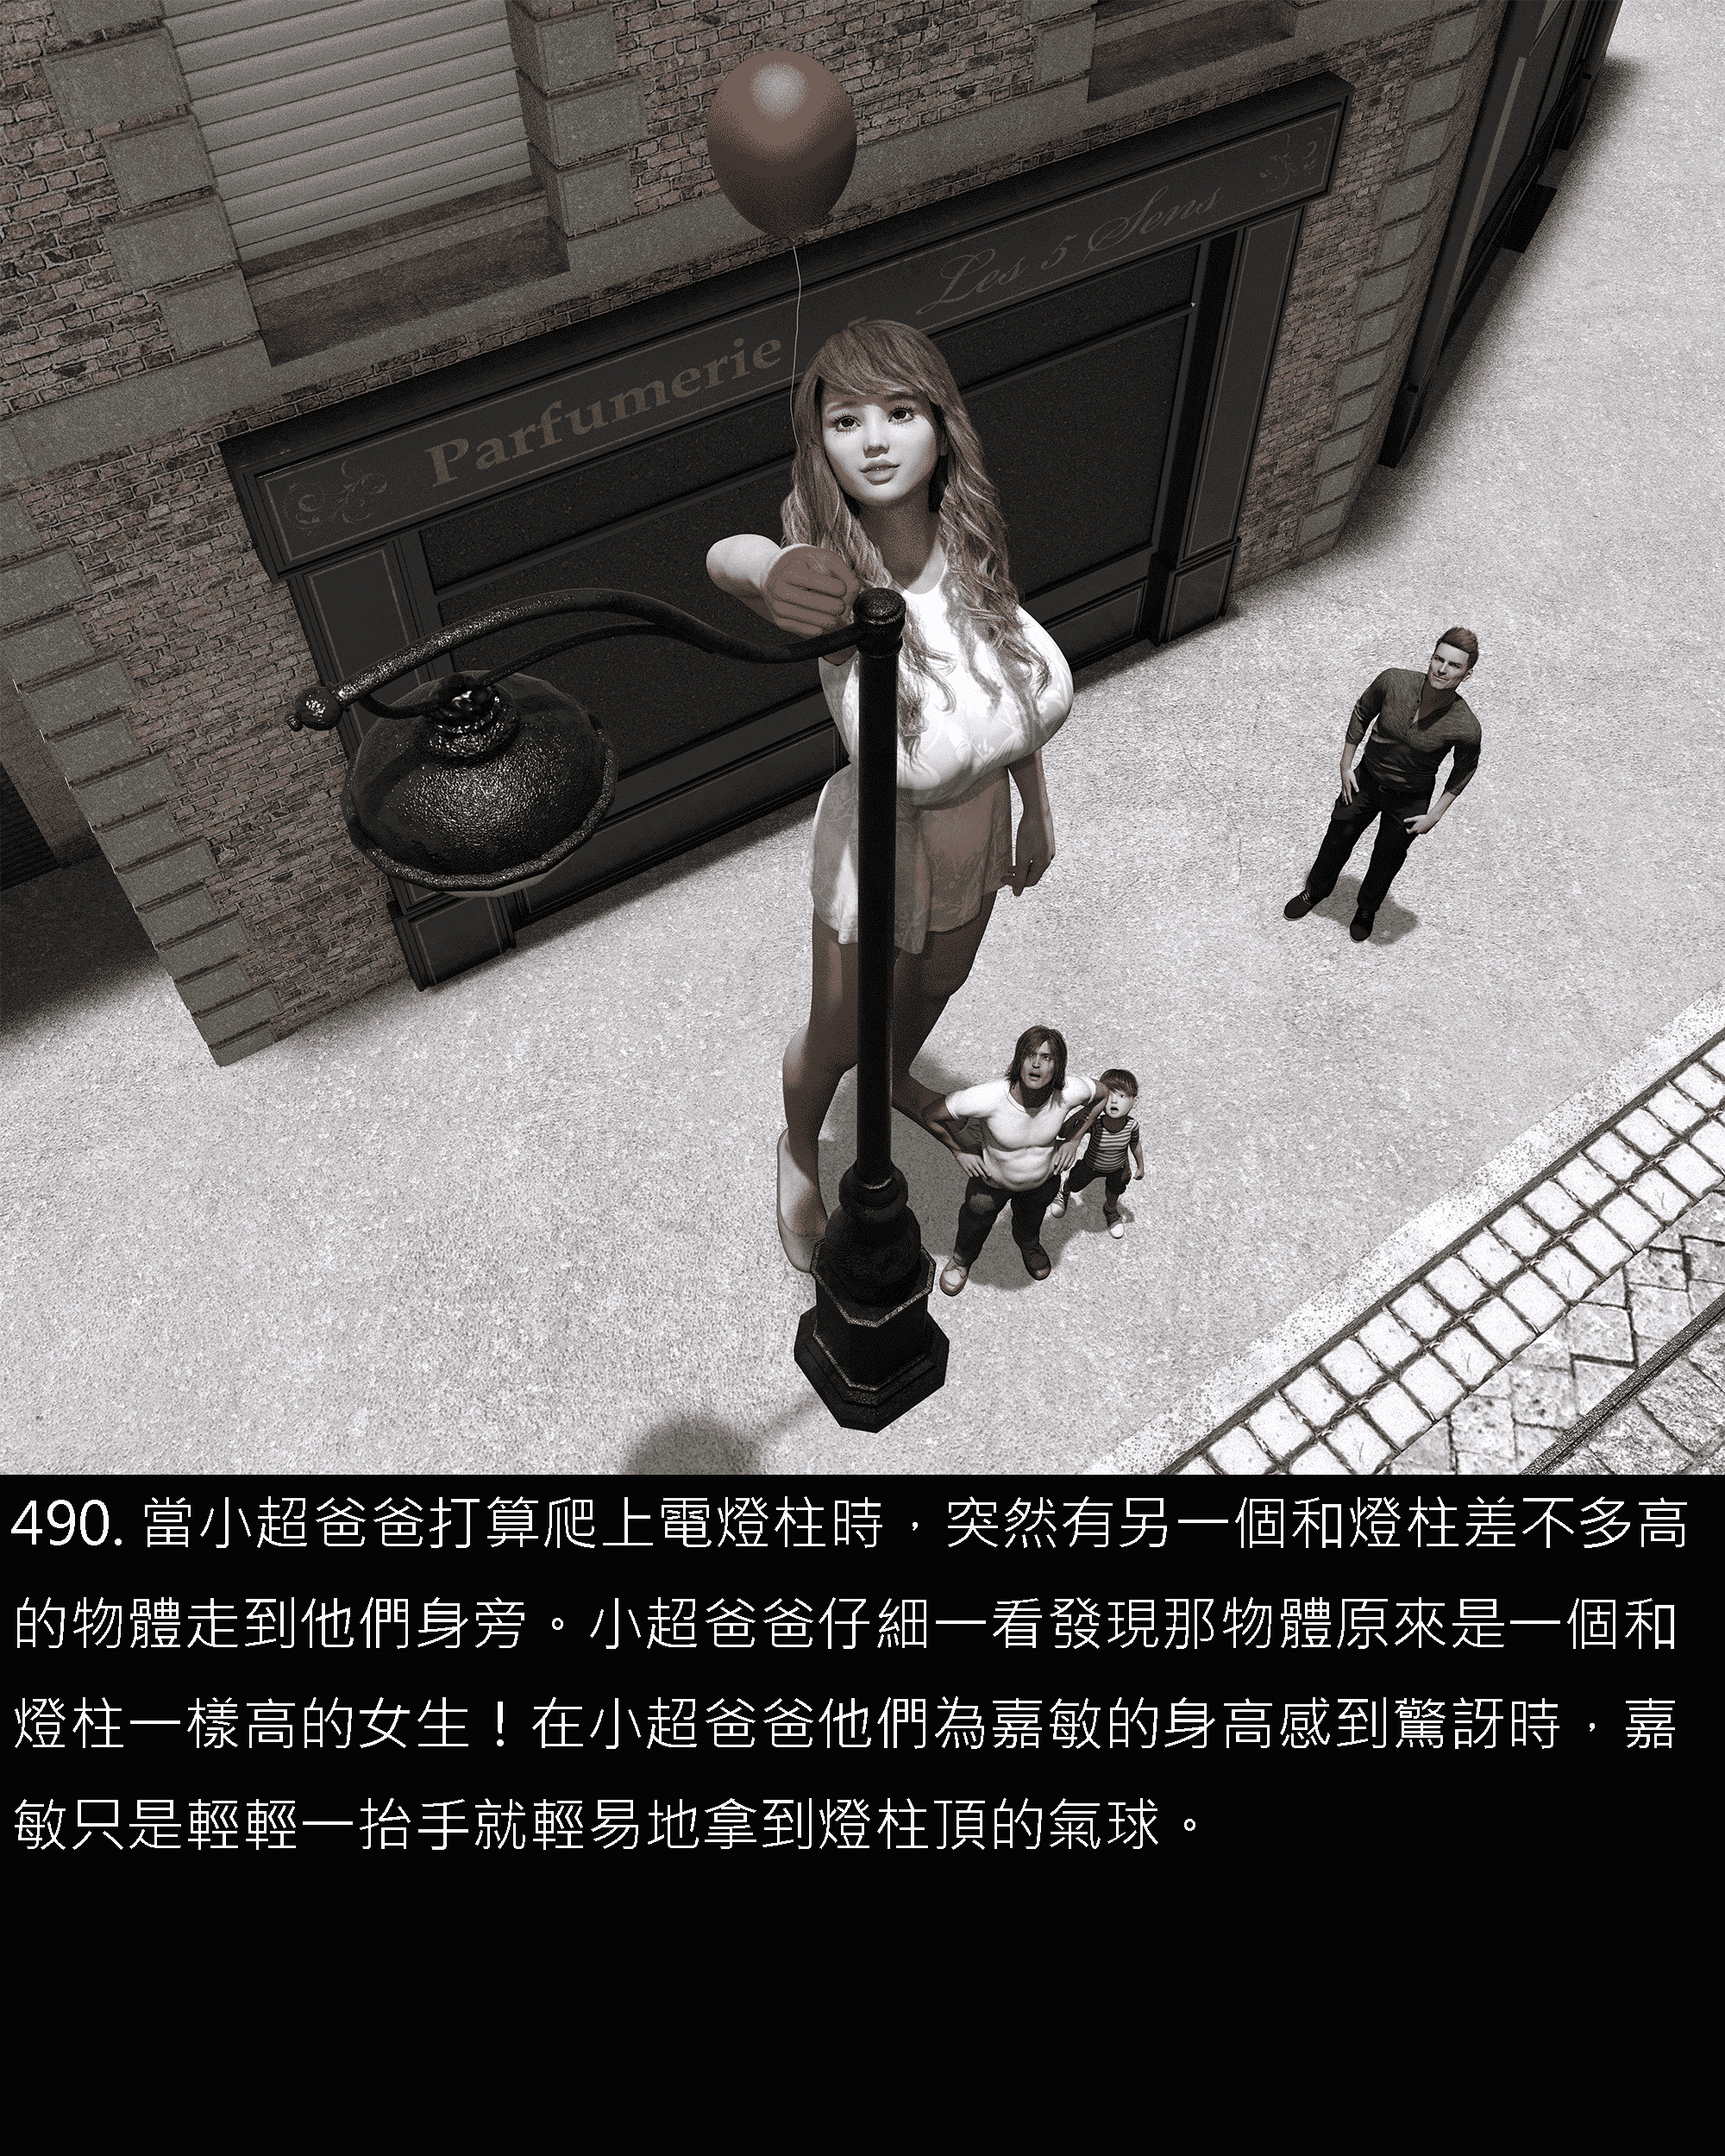 Parfumerie
Les 5 Sens
490. 當小超爸爸打算爬上電燈柱時，突然有另一個和燈柱差不多高
的物體走到他們身旁。小超爸爸仔細一看發現那物體原來是一個和
燈柱一樣高的女生！在小超爸爸他們為嘉敏的身高感到驚訝時，嘉
敏只是輕輕一抬手就輕易地拿到燈柱頂的氣球。